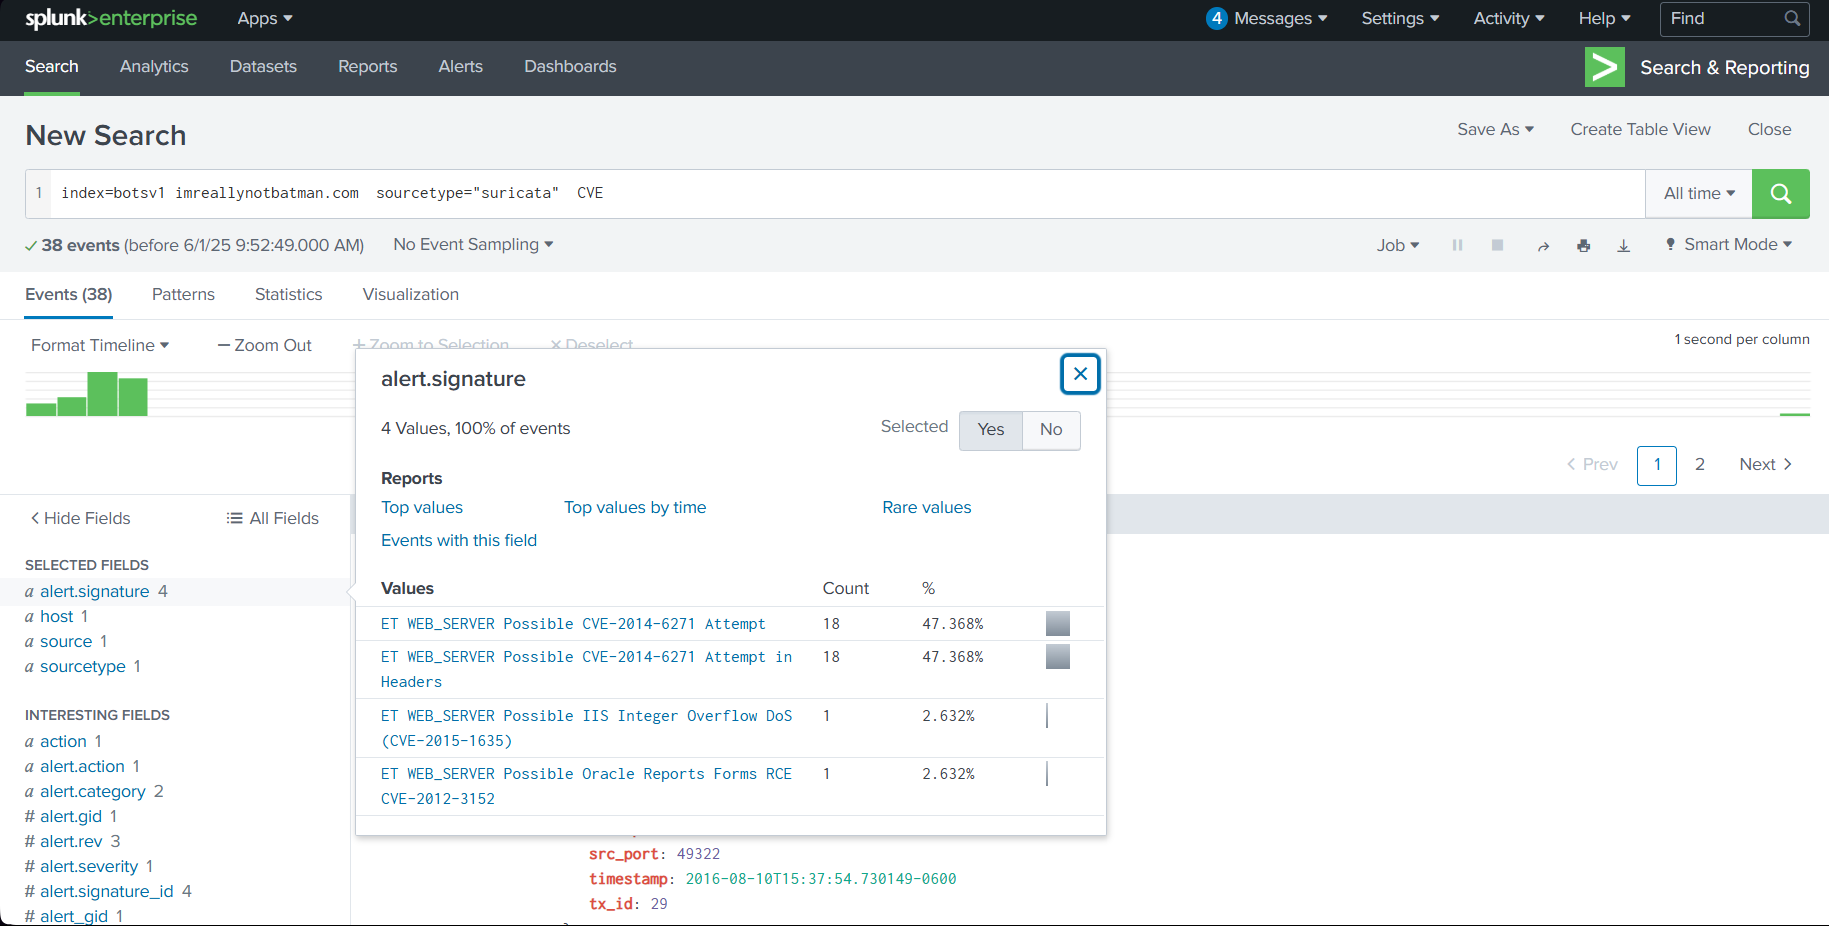 splunk>enterprise Apps 4 Messages Settings Activity Help Find
Search Analytics Datasets Reports Alerts Dashboards > Search & Reporting
New Search Save As Create Table View Close
1 index=botsv1 imreallynotbatman.com sourcetype="suricata" CVE All time
38 events (before 6/1/25 9:52:49.000 AM) No Event Sampling Job Smart Mode
Events (38) Patterns Statistics Visualization
Format Timeline Zoom Out Zoom to Selection Deselect 1 second per column
alert.signature
4 Values, 100% of events Selected Yes No
Prev 1 2 Next
Reports
Top values Top values by time Rare values
Events with this field
Values Count %
ET WEB_SERVER Possible CVE-2014-6271 Attempt 18 47.368%
ET WEB_SERVER Possible CVE-2014-6271 Attempt in 18 47.368%
Headers
ET WEB_SERVER Possible IIS Integer Overflow DoS 1 2.632%
(CVE-2015-1635)
ET WEB_SERVER Possible Oracle Reports Forms RCE 1 2.632%
CVE-2012-3152
Hide Fields All Fields
SELECTED FIELDS
a alert.signature 4
a host 1
a source 1
a sourcetype 1
INTERESTING FIELDS
a action 1
a alert.action 1
a alert.category 2
# alert.gid 1
# alert.rev 3
# alert.severity 1
# alert.signature_id 4
# alert_gid 1
src_port: 49322
timestamp: 2016-08-10T15:37:54.730149-0600
tx_id: 29